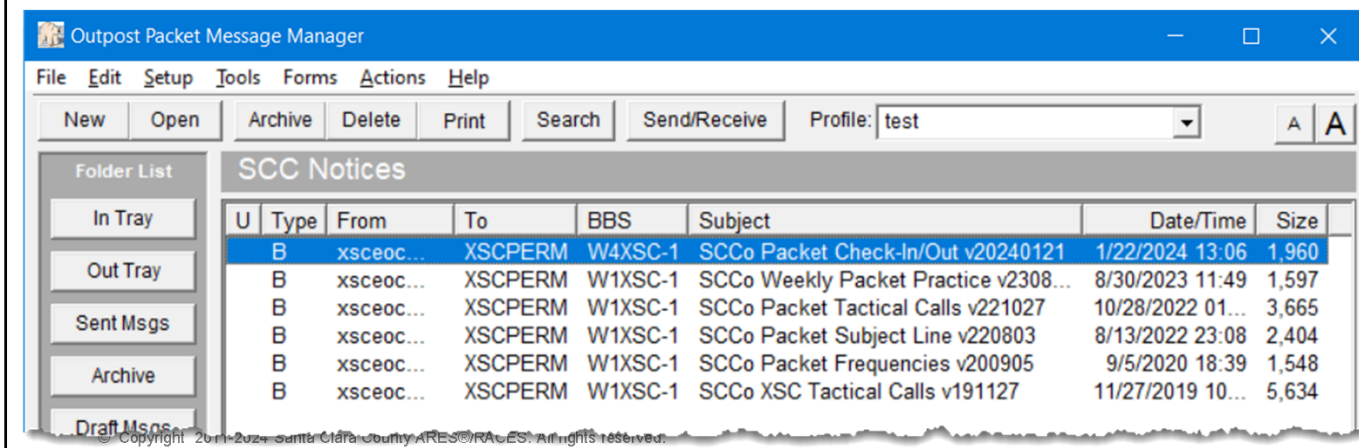 Outpost Packet Message Manager
File Edit Setup Tools Forms Actions Help
New Open Archive Delete Print Search Send/Receive Profile: test A A
Folder List SCC Notices
In Tray U Type From To BBS Subject Date/Time Size
B xsceoc... XSCPERM W4XSC-1 SCCo Packet Check-In/Out v20240121 1/22/2024 13:06 1,960
Out Tray B xsceoc... XSCPERM W1XSC-1 SCCo Weekly Packet Practice v2308... 8/30/2023 11:49 1,597
B xsceoc... XSCPERM W1XSC-1 SCCo Packet Tactical Calls v221027 10/28/2022 01... 3,665
Sent Msgs B xsceoc... XSCPERM W1XSC-1 SCCo Packet Subject Line v220803 8/13/2022 23:08 2,404
B xsceoc... XSCPERM W1XSC-1 SCCo Packet Frequencies v200905 9/5/2020 18:39 1,548
Archive B xsceoc... XSCPERM W1XSC-1 SCCo XSC Tactical Calls v191127 11/27/2019 10... 5,634
Draft Msgs
© Copyright 2011-2024 Santa Clara County ARES®/RACES. All rights reserved.